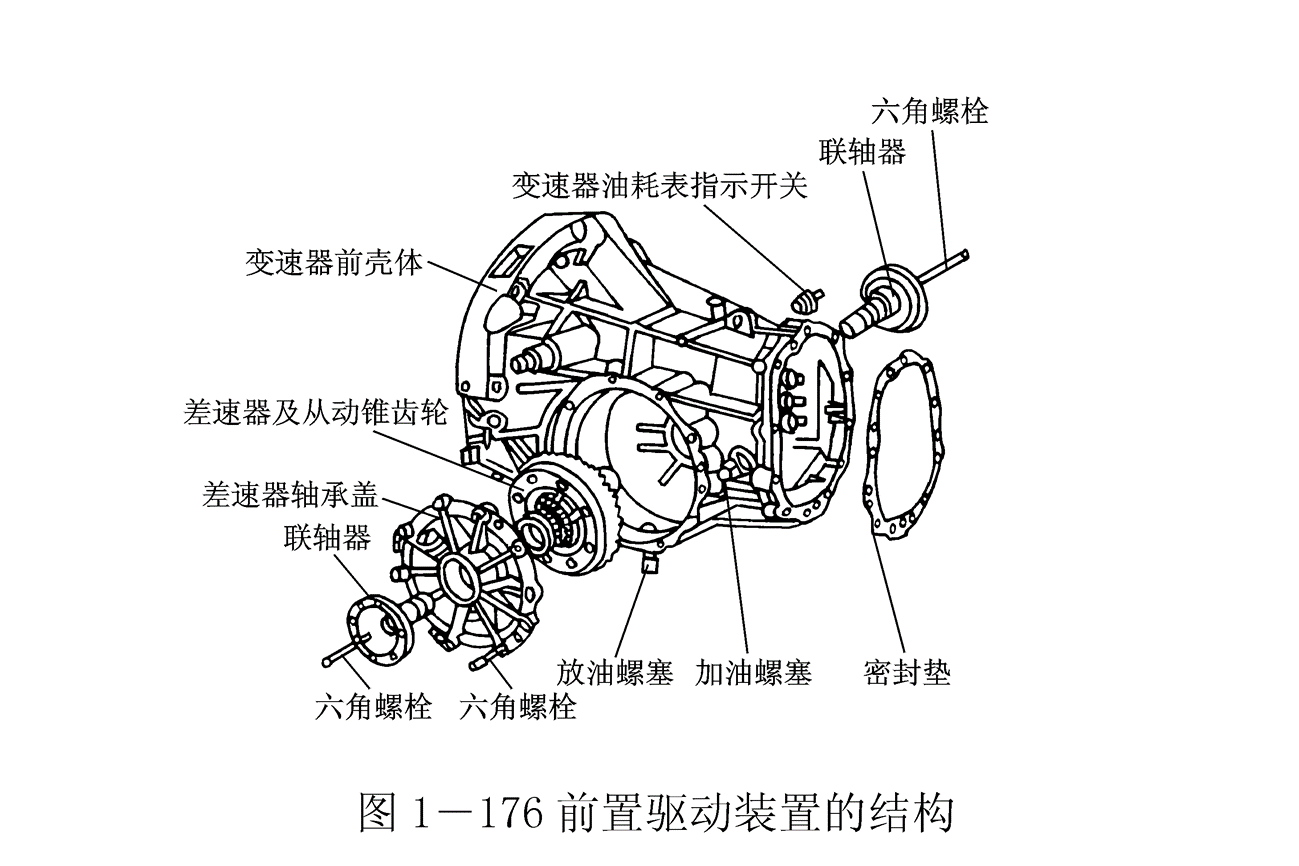 六角螺栓
联轴器
变速器油耗表指示开关
变速器前壳体
差速器及从动锥齿轮
差速器轴承盖
联轴器
放油螺塞
加油螺塞
密封垫
六角螺栓
六角螺栓
图1-176 前置驱动装置的结构